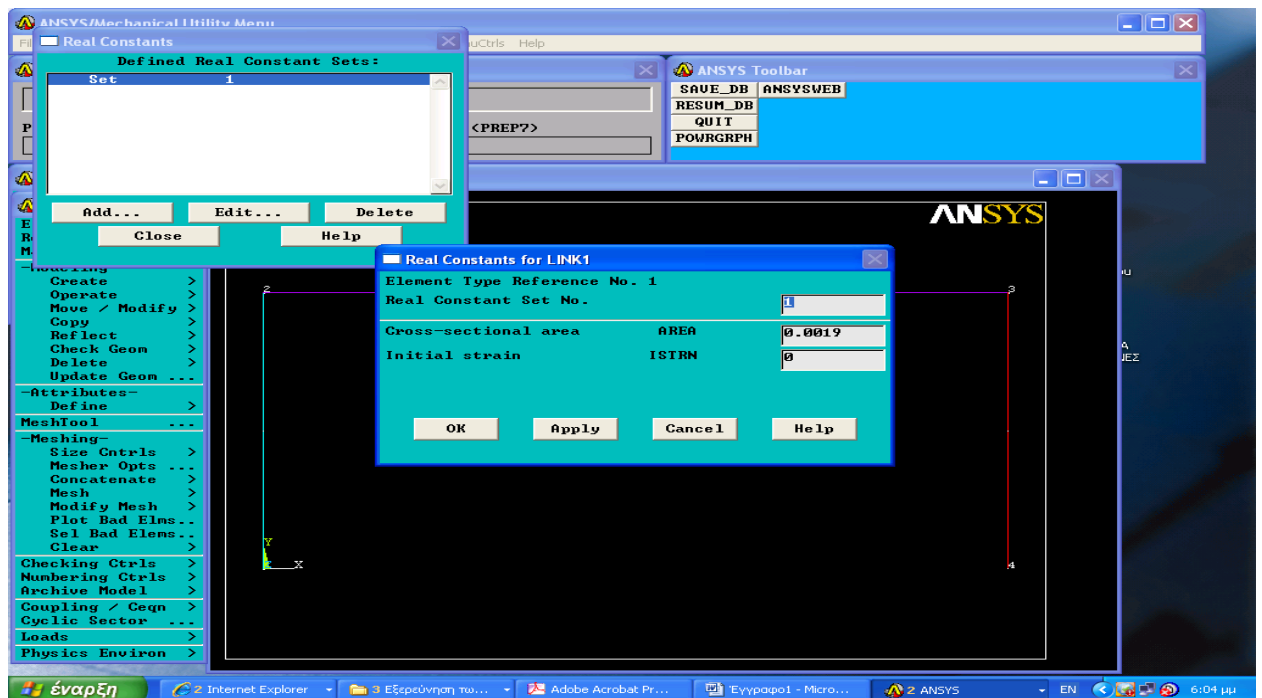 ANSYS/Mechanical Utility Menu
Real Constants
uCtrls Help
Defined Real Constant Sets:
Set 1
Add... Edit... Delete
Close Help
<PREP7>
ANSYS Toolbar
SAVE_DB ANSYSWEB
RESUM_DB
QUIT
POWRGRPH
ANSYS
Real Constants for LINK1
Element Type Reference No. 1
Real Constant Set No. 1
Cross-sectional area AREA 0.0019
Initial strain ISTRN 0
OK Apply Cancel Help
Create >
Operate >
Move / Modify >
Copy >
Reflect >
Check Geom >
Delete >
Update Geom ...
-Attributes-
Define >
MeshTool ...
-Meshing-
Size Cntrls >
Mesher Opts ...
Concatenate >
Mesh >
Modify Mesh >
Plot Bad Elms..
Sel Bad Elems..
Clear >
Checking Ctrls >
Numbering Ctrls >
Archive Model >
Coupling / Ceqn >
Cyclic Sector ...
Loads >
Physics Environ >
2 3
Y
X 4
έναρξη 2 Internet Explorer 3 Εξερεύνηση τω... Adobe Acrobat Pr... Έγγραφο1 - Micro... 2 ANSYS EN 6:04 μμ